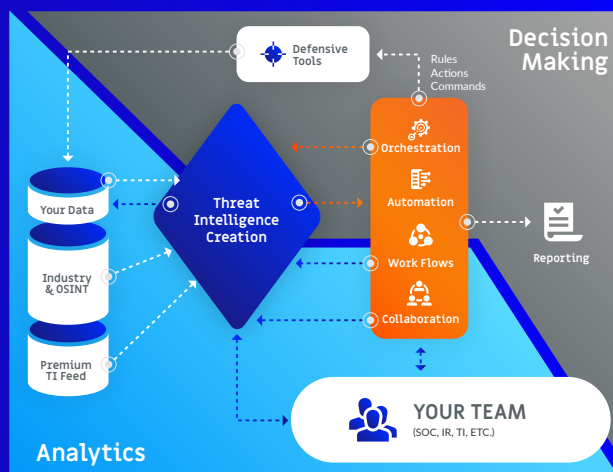 Decision
Making
Defensive
Tools
Rules
Actions
Commands
Orchestration
Automation
Work Flows
Collaboration
Threat
Intelligence
Creation
Your Data
Industry
& OSINT
Premium
TI Feed
Reporting
YOUR TEAM
(SOC, IR, TI, ETC.)
Analytics